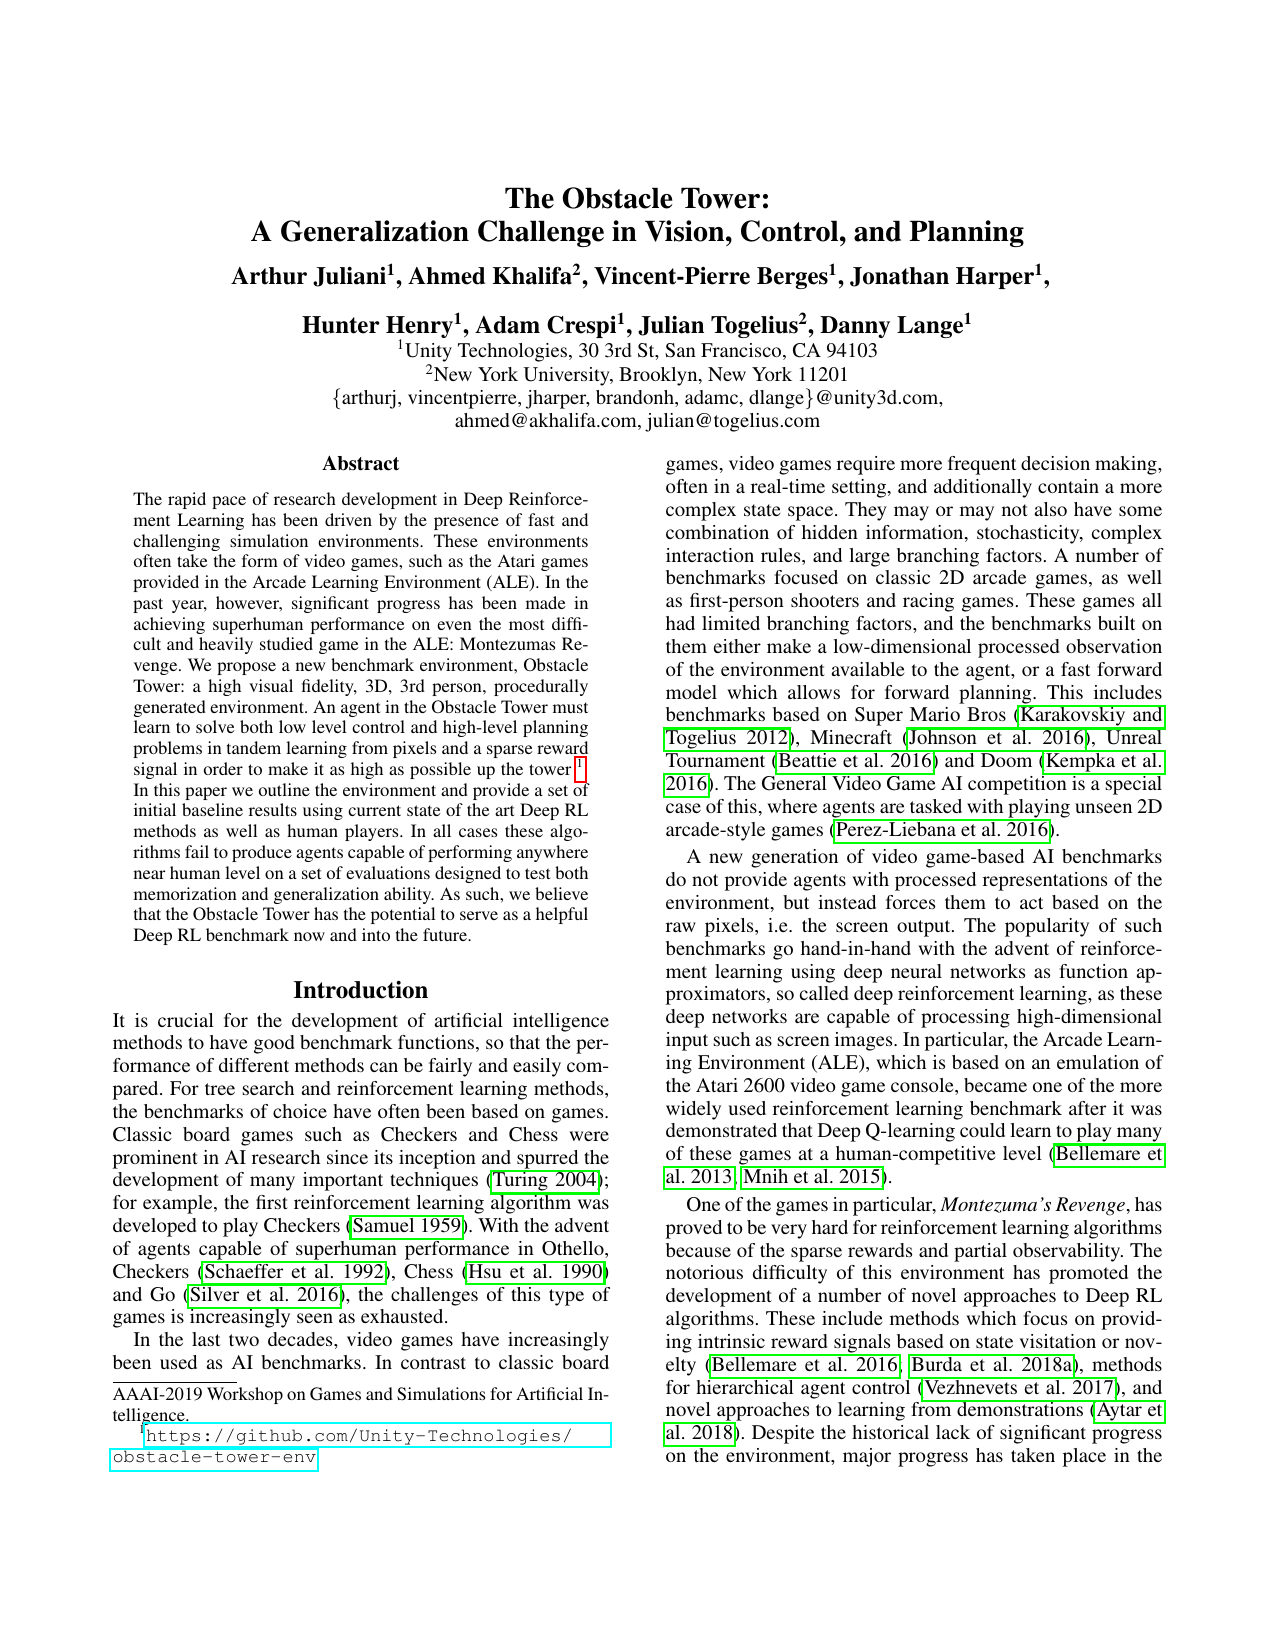 The Obstacle Tower:
A Generalization Challenge in Vision, Control, and Planning
Arthur Juliani1, Ahmed Khalifa2, Vincent-Pierre Berges1, Jonathan Harper1,
Hunter Henry1, Adam Crespi1, Julian Togelius2, Danny Lange1
1Unity Technologies, 30 3rd St, San Francisco, CA 94103
2New York University, Brooklyn, New York 11201
{arthurj, vincentpierre, jharper, brandonh, adamc, dlange}@unity3d.com,
ahmed@akhalifa.com, julian@togelius.com
Abstract
The rapid pace of research development in Deep Reinforce-
ment Learning has been driven by the presence of fast and
challenging simulation environments. These environments
often take the form of video games, such as the Atari games
provided in the Arcade Learning Environment (ALE). In the
past year, however, significant progress has been made in
achieving superhuman performance on even the most diffi-
cult and heavily studied game in the ALE: Montezumas Re-
venge. We propose a new benchmark environment, Obstacle
Tower: a high visual fidelity, 3D, 3rd person, procedurally
generated environment. An agent in the Obstacle Tower must
learn to solve both low level control and high-level planning
problems in tandem learning from pixels and a sparse reward
signal in order to make it as high as possible up the tower 1.
In this paper we outline the environment and provide a set of
initial baseline results using current state of the art Deep RL
methods as well as human players. In all cases these algo-
rithms fail to produce agents capable of performing anywhere
near human level on a set of evaluations designed to test both
memorization and generalization ability. As such, we believe
that the Obstacle Tower has the potential to serve as a helpful
Deep RL benchmark now and into the future.
Introduction
It is crucial for the development of artificial intelligence
methods to have good benchmark functions, so that the per-
formance of different methods can be fairly and easily com-
pared. For tree search and reinforcement learning methods,
the benchmarks of choice have often been based on games.
Classic board games such as Checkers and Chess were
prominent in AI research since its inception and spurred the
development of many important techniques (Turing 2004);
for example, the first reinforcement learning algorithm was
developed to play Checkers (Samuel 1959). With the advent
of agents capable of superhuman performance in Othello,
Checkers (Schaeffer et al. 1992), Chess (Hsu et al. 1990)
and Go (Silver et al. 2016), the challenges of this type of
games is increasingly seen as exhausted.
In the last two decades, video games have increasingly
been used as AI benchmarks. In contrast to classic board
AAAI-2019 Workshop on Games and Simulations for Artificial In-
telligence.
1https://github.com/Unity-Technologies/
obstacle-tower-env
games, video games require more frequent decision making,
often in a real-time setting, and additionally contain a more
complex state space. They may or may not also have some
combination of hidden information, stochasticity, complex
interaction rules, and large branching factors. A number of
benchmarks focused on classic 2D arcade games, as well
as first-person shooters and racing games. These games all
had limited branching factors, and the benchmarks built on
them either make a low-dimensional processed observation
of the environment available to the agent, or a fast forward
model which allows for forward planning. This includes
benchmarks based on Super Mario Bros (Karakovskiy and
Togelius 2012), Minecraft (Johnson et al. 2016), Unreal
Tournament (Beattie et al. 2016) and Doom (Kempka et al.
2016). The General Video Game AI competition is a special
case of this, where agents are tasked with playing unseen 2D
arcade-style games (Perez-Liebana et al. 2016).
A new generation of video game-based AI benchmarks
do not provide agents with processed representations of the
environment, but instead forces them to act based on the
raw pixels, i.e. the screen output. The popularity of such
benchmarks go hand-in-hand with the advent of reinforce-
ment learning using deep neural networks as function ap-
proximators, so called deep reinforcement learning, as these
deep networks are capable of processing high-dimensional
input such as screen images. In particular, the Arcade Learn-
ing Environment (ALE), which is based on an emulation of
the Atari 2600 video game console, became one of the more
widely used reinforcement learning benchmark after it was
demonstrated that Deep Q-learning could learn to play many
of these games at a human-competitive level (Bellemare et
al. 2013; Mnih et al. 2015).
One of the games in particular, Montezuma's Revenge, has
proved to be very hard for reinforcement learning algorithms
because of the sparse rewards and partial observability. The
notorious difficulty of this environment has promoted the
development of a number of novel approaches to Deep RL
algorithms. These include methods which focus on provid-
ing intrinsic reward signals based on state visitation or nov-
elty (Bellemare et al. 2016; Burda et al. 2018a), methods
for hierarchical agent control (Vezhnevets et al. 2017), and
novel approaches to learning from demonstrations (Aytar et
al. 2018). Despite the historical lack of significant progress
on the environment, major progress has taken place in the